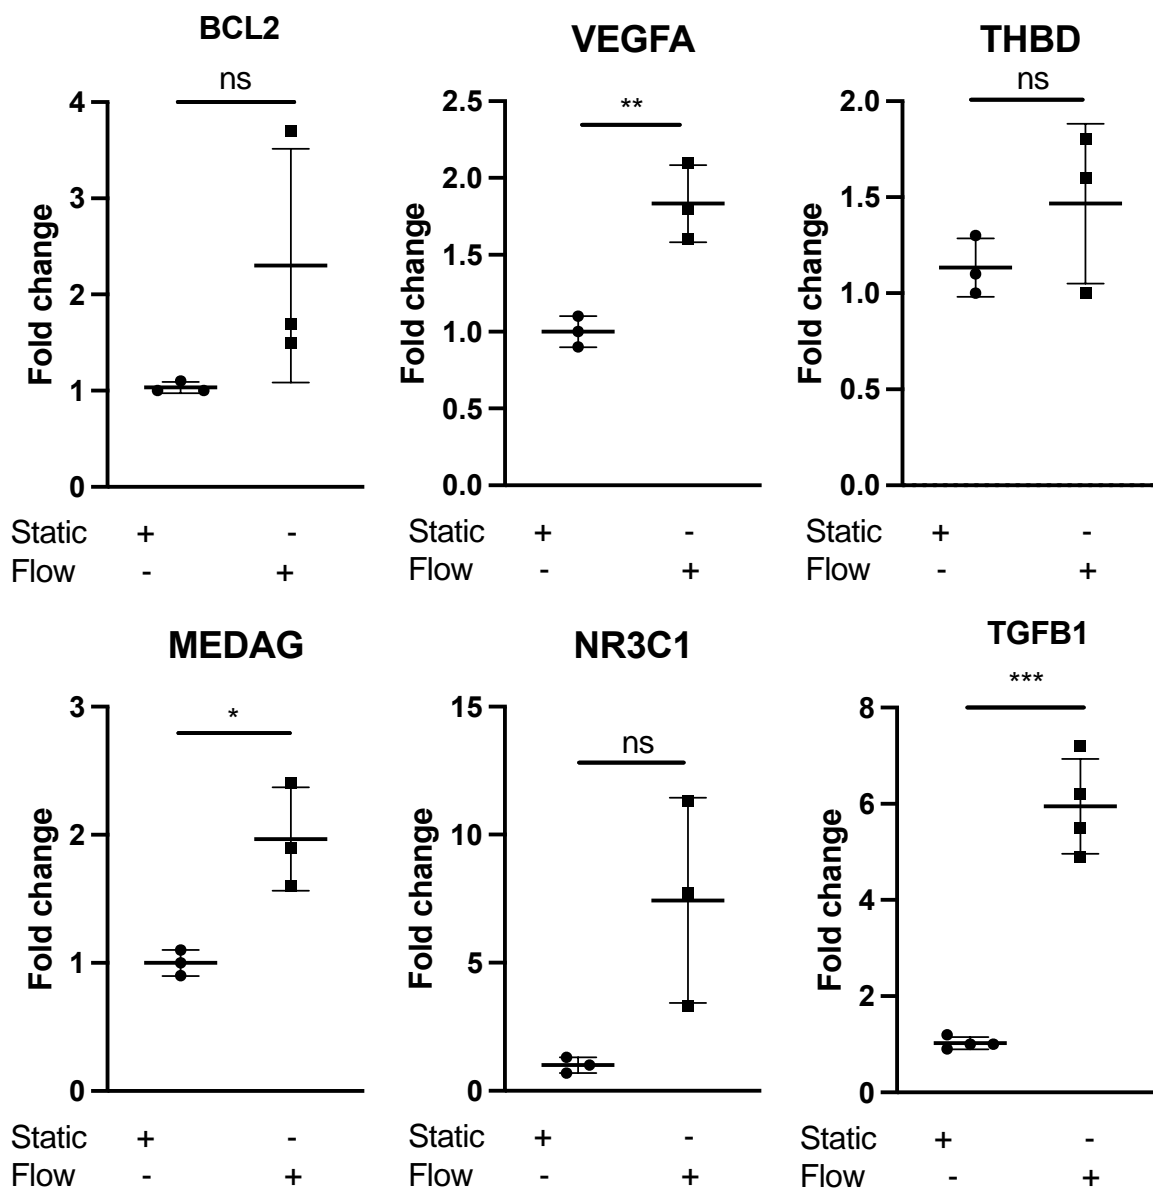 BCL2
ns
4
3
2
1
0
Fold change
Static + -
Flow - +
VEGFA
**
2.5
2.0
1.5
1.0
0.5
0.0
Fold change
Static + -
Flow - +
THBD
ns
2.0
1.5
1.0
0.5
0.0
Fold change
Static + -
Flow - +
MEDAG
*
3
2
1
0
Fold change
Static + -
Flow - +
NR3C1
ns
15
10
5
0
Fold change
Static + -
Flow - +
TGFB1
***
8
6
4
2
0
Fold change
Static + -
Flow - +